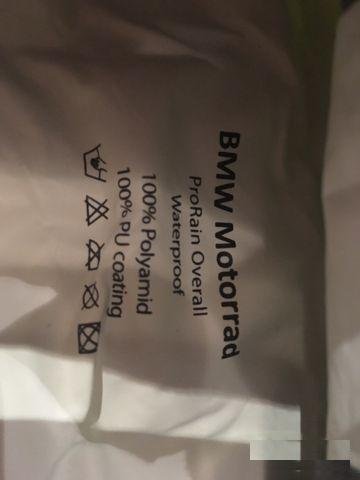 BMW Motorrad
ProRain Overall
Waterproof
100% Polyamid
100% PU coating